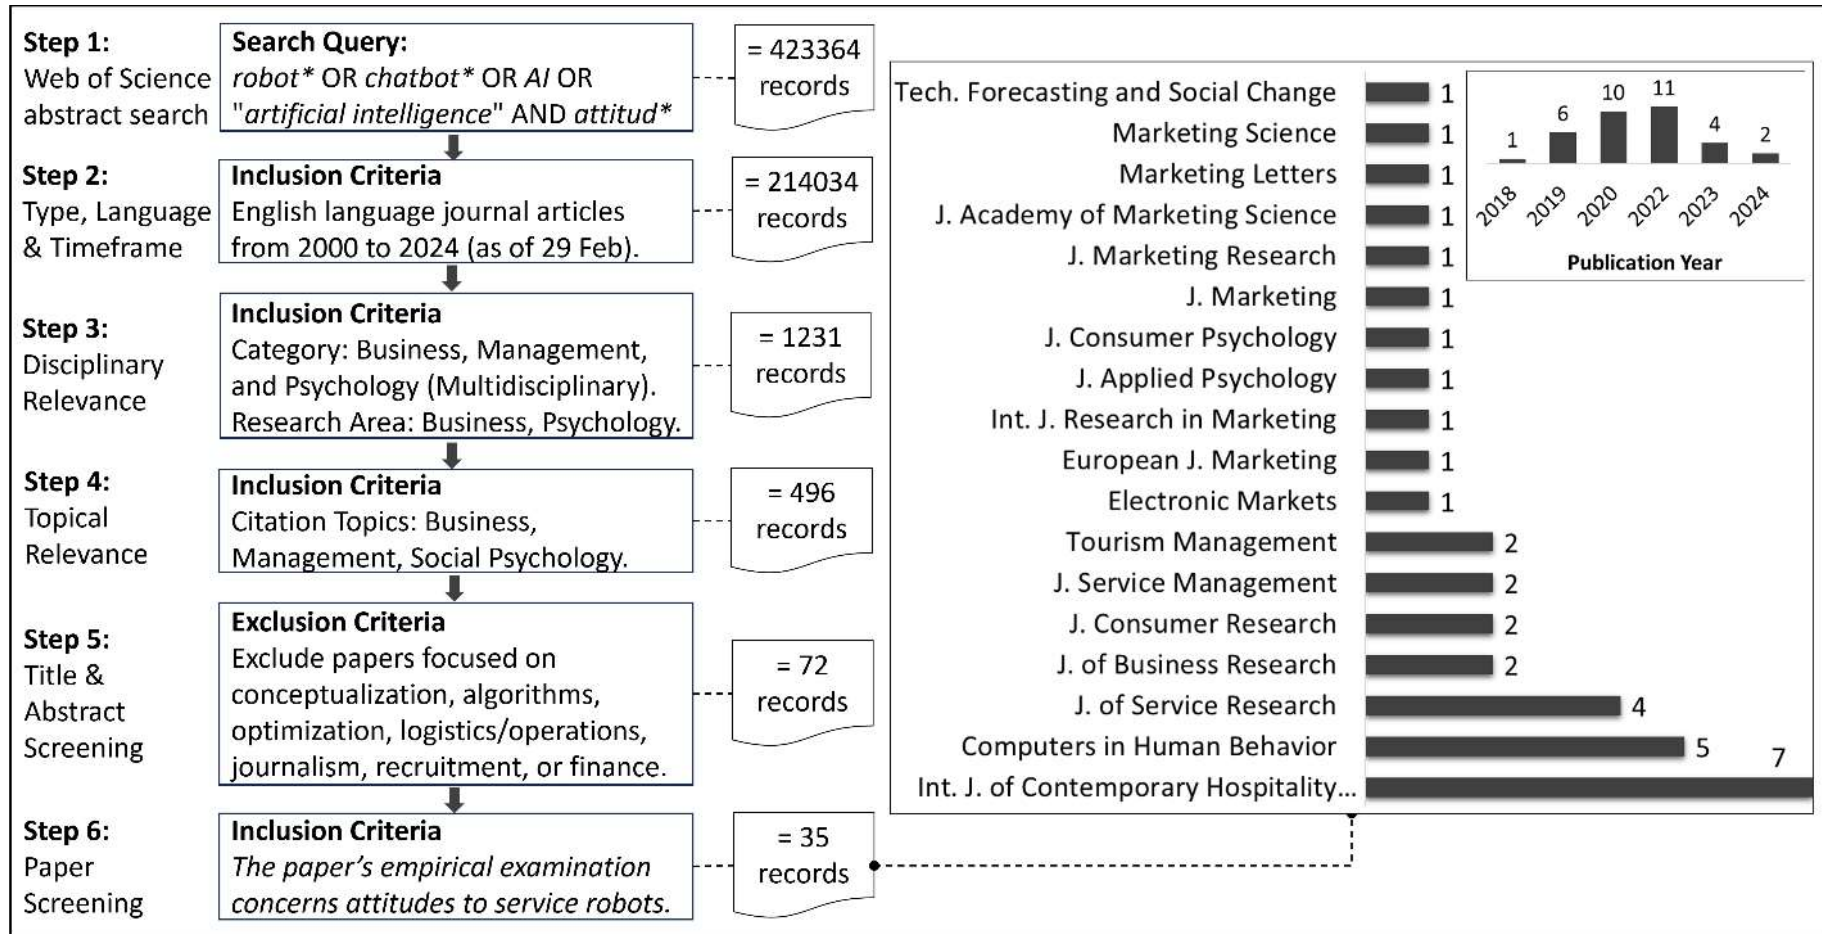 Step 1:
Web of Science
abstract search
Search Query:
robot* OR chatbot* OR AI OR
"artificial intelligence" AND attitud*
= 423364
records
Step 2:
Type, Language
& Timeframe
Inclusion Criteria
English language journal articles
from 2000 to 2024 (as of 29 Feb).
= 214034
records
Step 3:
Disciplinary
Relevance
Inclusion Criteria
Category: Business, Management,
and Psychology (Multidisciplinary).
Research Area: Business, Psychology.
= 1231
records
Step 4:
Topical
Relevance
Inclusion Criteria
Citation Topics: Business,
Management, Social Psychology.
= 496
records
Step 5:
Title &
Abstract
Screening
Exclusion Criteria
Exclude papers focused on
conceptualization, algorithms,
optimization, logistics/operations,
journalism, recruitment, or finance.
= 72
records
Step 6:
Paper
Screening
Inclusion Criteria
The paper's empirical examination
concerns attitudes to service robots.
= 35
records
Tech. Forecasting and Social Change 1
Marketing Science 1
Marketing Letters 1
J. Academy of Marketing Science 1
J. Marketing Research 1
J. Marketing 1
J. Consumer Psychology 1
J. Applied Psychology 1
Int. J. Research in Marketing 1
European J. Marketing 1
Electronic Markets 1
Tourism Management 2
J. Service Management 2
J. Consumer Research 2
J. of Business Research 2
J. of Service Research 4
Computers in Human Behavior 5
Int. J. of Contemporary Hospitality... 7
1 6 10 11 4 2
2018 2019 2020 2022 2023 2024
Publication Year